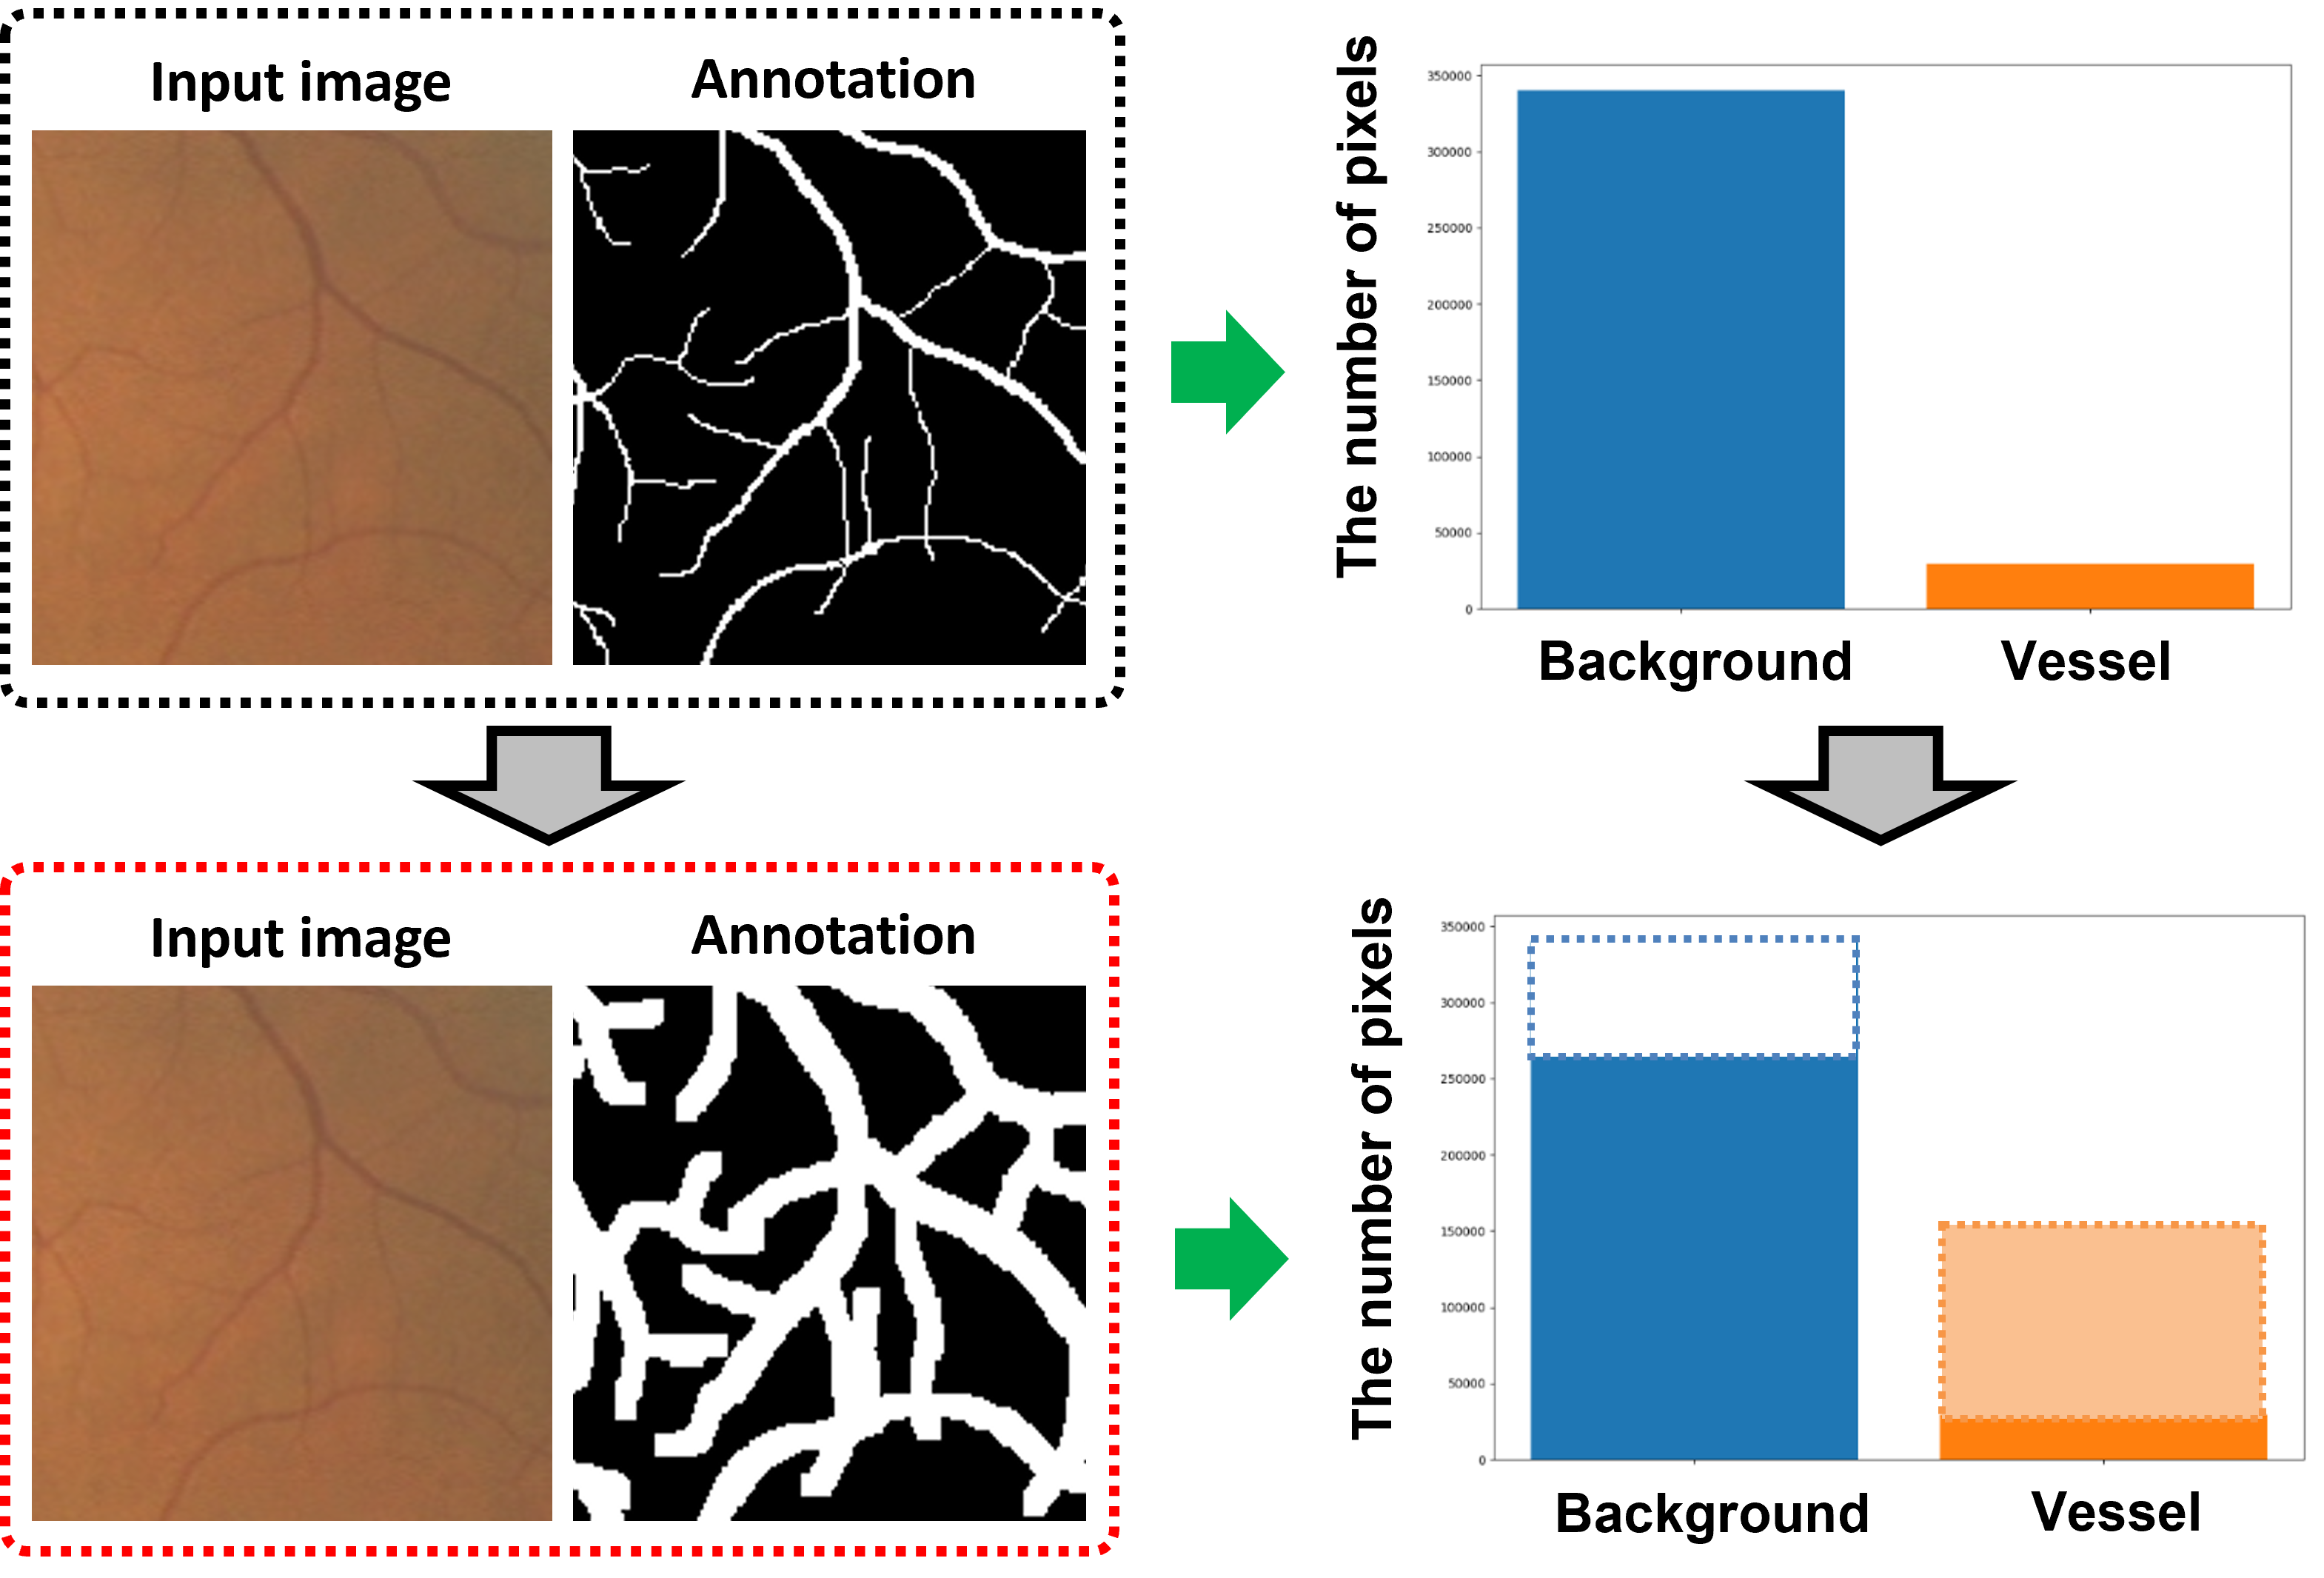 Input image
Annotation
The number of pixels
350000
300000
250000
200000
150000
100000
50000
0
Background
Vessel
Input image
Annotation
The number of pixels
350000
300000
250000
200000
150000
100000
50000
0
Background
Vessel